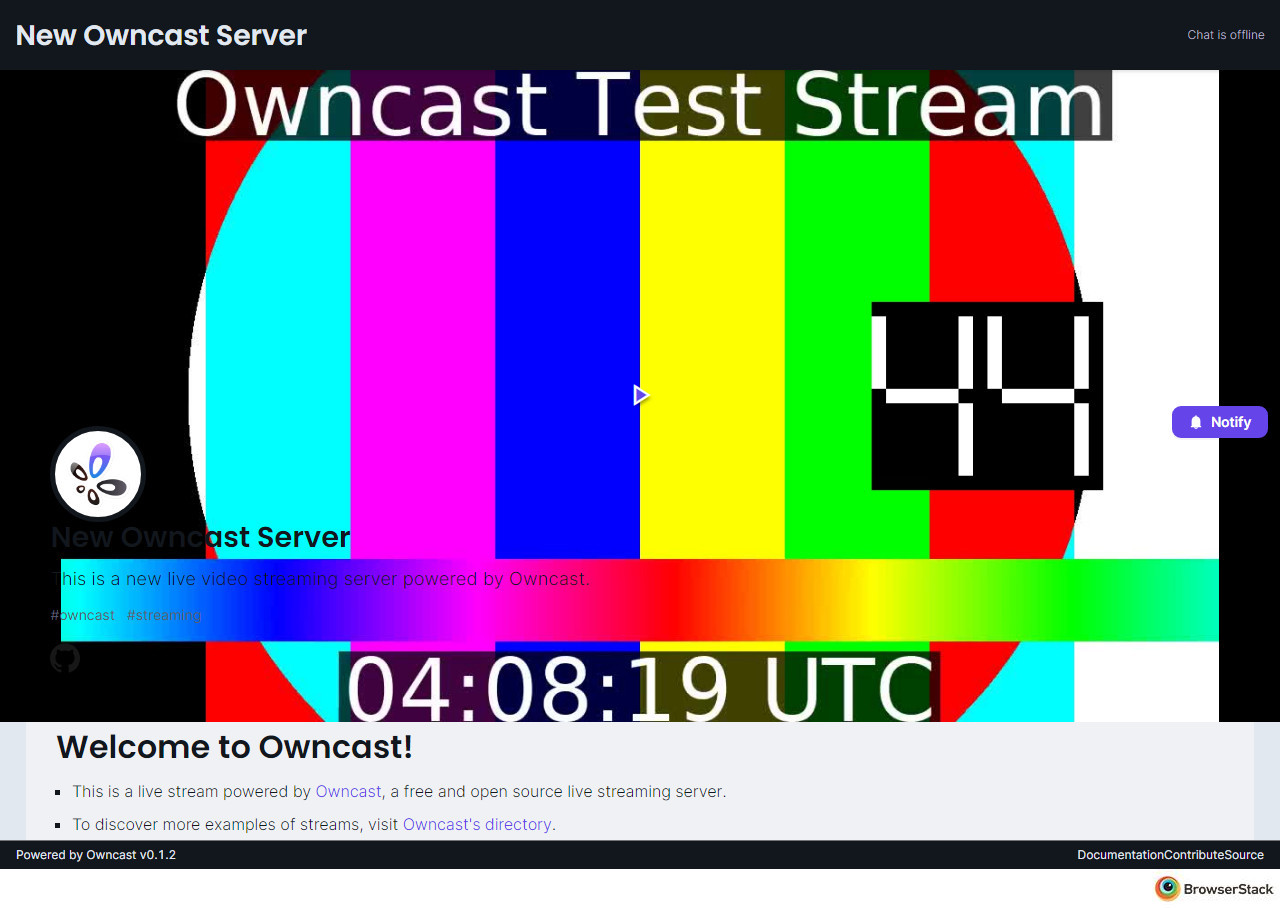 New Owncast Server
Chat is offline
Owncast Test Stream
44
Notify
New Owncast Server
This is a new live video streaming server powered by Owncast.
#owncast #streaming
04:08:19 UTC
Welcome to Owncast!
This is a live stream powered by Owncast, a free and open source live streaming server.
To discover more examples of streams, visit Owncast's directory.
Powered by Owncast v0.1.2
DocumentationContributeSource
BrowserStack